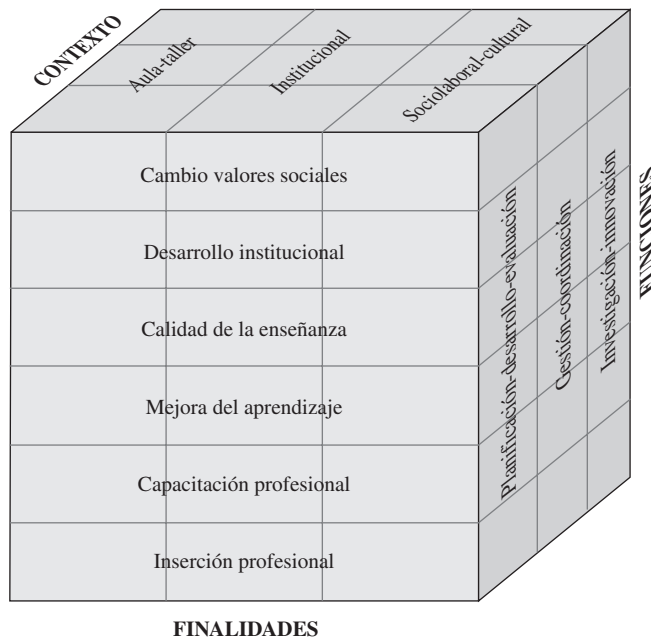 CONTEXTO
Aula-taller
Institucional
Sociolaboral-cultural
Cambio valores sociales
Desarrollo institucional
Calidad de la enseñanza
Mejora del aprendizaje
Capacitación profesional
Inserción profesional
Planificación-desarrollo-evaluación
Gestión-coordinación
Investigación-innovación
FUNCIONES
FINALIDADES